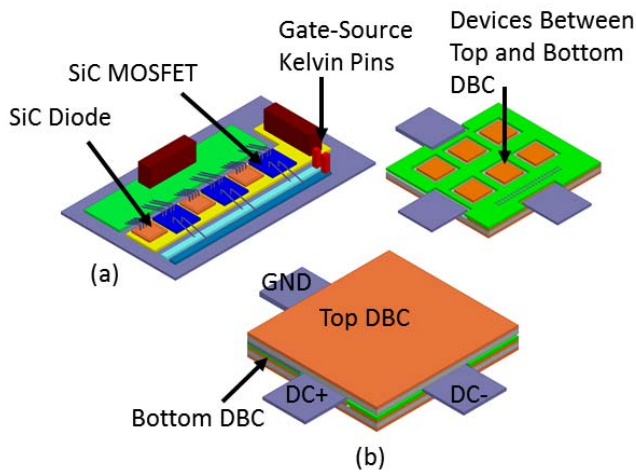 Gate-Source
Kelvin Pins
SiC MOSFET
SiC Diode
Devices Between
Top and Bottom
DBC
(a)
GND
Top DBC
Bottom DBC
DC+
DC-
(b)